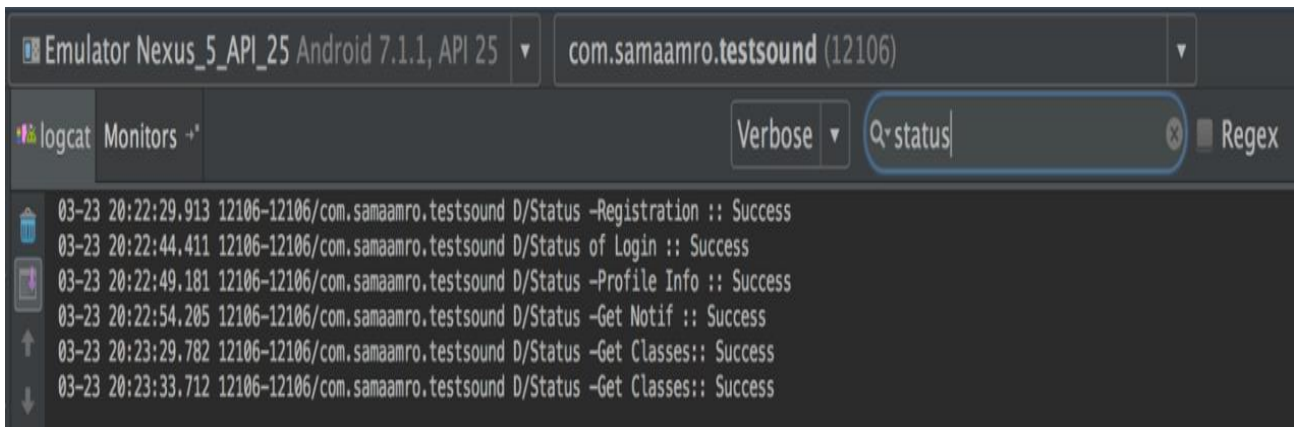 Emulator Nexus_5_API_25 Android 7.1.1, API 25 com.samaamro.testsound (12106)
logcat Monitors Verbose status Regex
03-23 20:22:29.913 12106-12106/com.samaamro.testsound D/Status -Registration :: Success
03-23 20:22:44.411 12106-12106/com.samaamro.testsound D/Status of Login :: Success
03-23 20:22:49.181 12106-12106/com.samaamro.testsound D/Status -Profile Info :: Success
03-23 20:22:54.205 12106-12106/com.samaamro.testsound D/Status -Get Notif :: Success
03-23 20:23:29.782 12106-12106/com.samaamro.testsound D/Status -Get Classes:: Success
03-23 20:23:33.712 12106-12106/com.samaamro.testsound D/Status -Get Classes:: Success